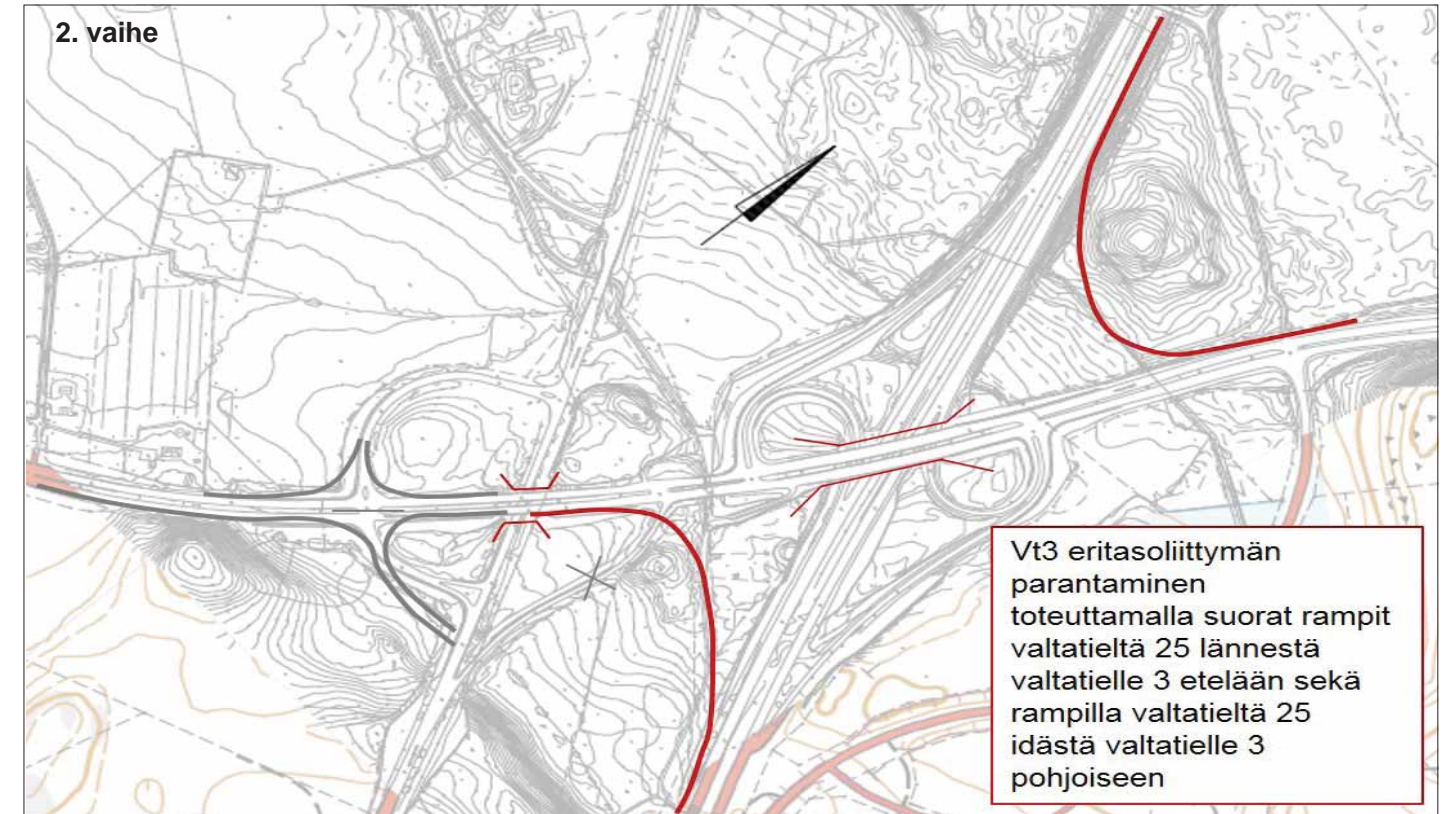 2. vaihe
Vt3 eritasoliittymän
parantaminen
toteuttamalla suorat rampit
valtatieltä 25 lännestä
valtatielle 3 etelään sekä
rampilla valtatieltä 25
idästä valtatielle 3
pohjoiseen